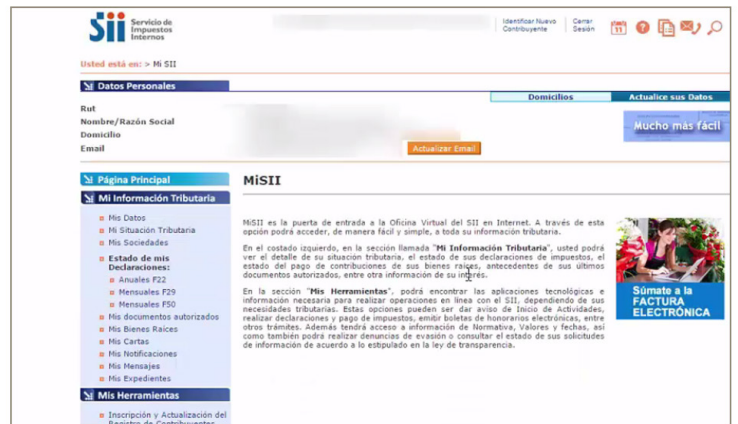 Sii Servicio de
Impuestos
Internos
Identificar Nuevo
Contribuyente
Cerrar
Sesión
11
Usted está en: > Mi SII
Datos Personales
Domicilios
Actualice sus Datos
Rut
Nombre/Razón Social
Domicilio
Email
Actualizar Email
Mucho más fácil
Página Principal
Mi Información Tributaria
Mis Datos
Mi Situación Tributaria
Mis Sociedades
Estado de mis
Declaraciones:
Anuales F22
Mensuales F29
Mensuales F50
Mis documentos autorizados
Mis Bienes Raíces
Mis Cartas
Mis Notificaciones
Mis Mensajes
Mis Expedientes
Mis Herramientas
Inscripción y Actualización del
Registro de Contribuyentes
MiSII
MiSII es la puerta de entrada a la Oficina Virtual del SII en Internet. A través de esta
opción podrá acceder, de manera fácil y simple, a toda su información tributaria.
En el costado izquierdo, en la sección llamada "Mi Información Tributaria", usted podrá
ver el detalle de su situación tributaria, el estado de sus declaraciones de impuestos, el
estado del pago de contribuciones de sus bienes raíces, antecedentes de sus últimos
documentos autorizados, entre otra información de su interés.
En la sección "Mis Herramientas", podrá encontrar las aplicaciones tecnológicas e
información necesaria para realizar operaciones en línea con el SII, dependiendo de sus
necesidades tributarias. Estas opciones pueden ser dar aviso de Inicio de Actividades,
realizar declaraciones y pago de impuestos, emitir boletas de honorarios electrónicas, entre
otros trámites. Además tendrá acceso a información de Normativa, Valores y fechas, así
como también podrá realizar denuncias de evasión o consultar el estado de sus solicitudes
de información de acuerdo a lo estipulado en la ley de transparencia.
Súmate a la
FACTURA
ELECTRÓNICA